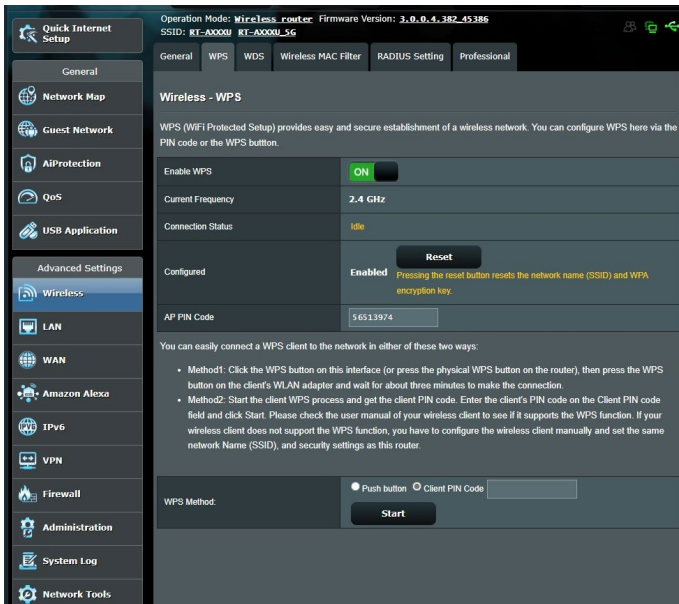 Quick Internet
Setup
General
Network Map
Guest Network
AiProtection
QoS
USB Application
Advanced Settings
Wireless
LAN
WAN
Amazon Alexa
IPv6
VPN
Firewall
Administration
System Log
Network Tools
Operation Mode: Wireless router Firmware Version: 3.0.0.4.382_45386
SSID: RT-AXXXU RT-AXXXU_5G
General WPS WDS Wireless MAC Filter RADIUS Setting Professional
Wireless - WPS
WPS (WiFi Protected Setup) provides easy and secure establishment of a wireless network. You can configure WPS here via the
PIN code or the WPS buttton.
Enable WPS ON
Current Frequency 2.4 GHz
Connection Status Idle
Configured Enabled Reset
Pressing the reset button resets the network name (SSID) and WPA
encryption key.
AP PIN Code 56513974
You can easily connect a WPS client to the network in either of these two ways:
• Method1: Click the WPS button on this interface (or press the physical WPS button on the router), then press the WPS
button on the client's WLAN adapter and wait for about three minutes to make the connection.
• Method2: Start the client WPS process and get the client PIN code. Enter the client's PIN code on the Client PIN code
field and click Start. Please check the user manual of your wireless client to see if it supports the WPS function. If your
wireless client does not support the WPS function, you have to configure the wireless client manually and set the same
network Name (SSID), and security settings as this router.
WPS Method: Push button Client PIN Code
Start